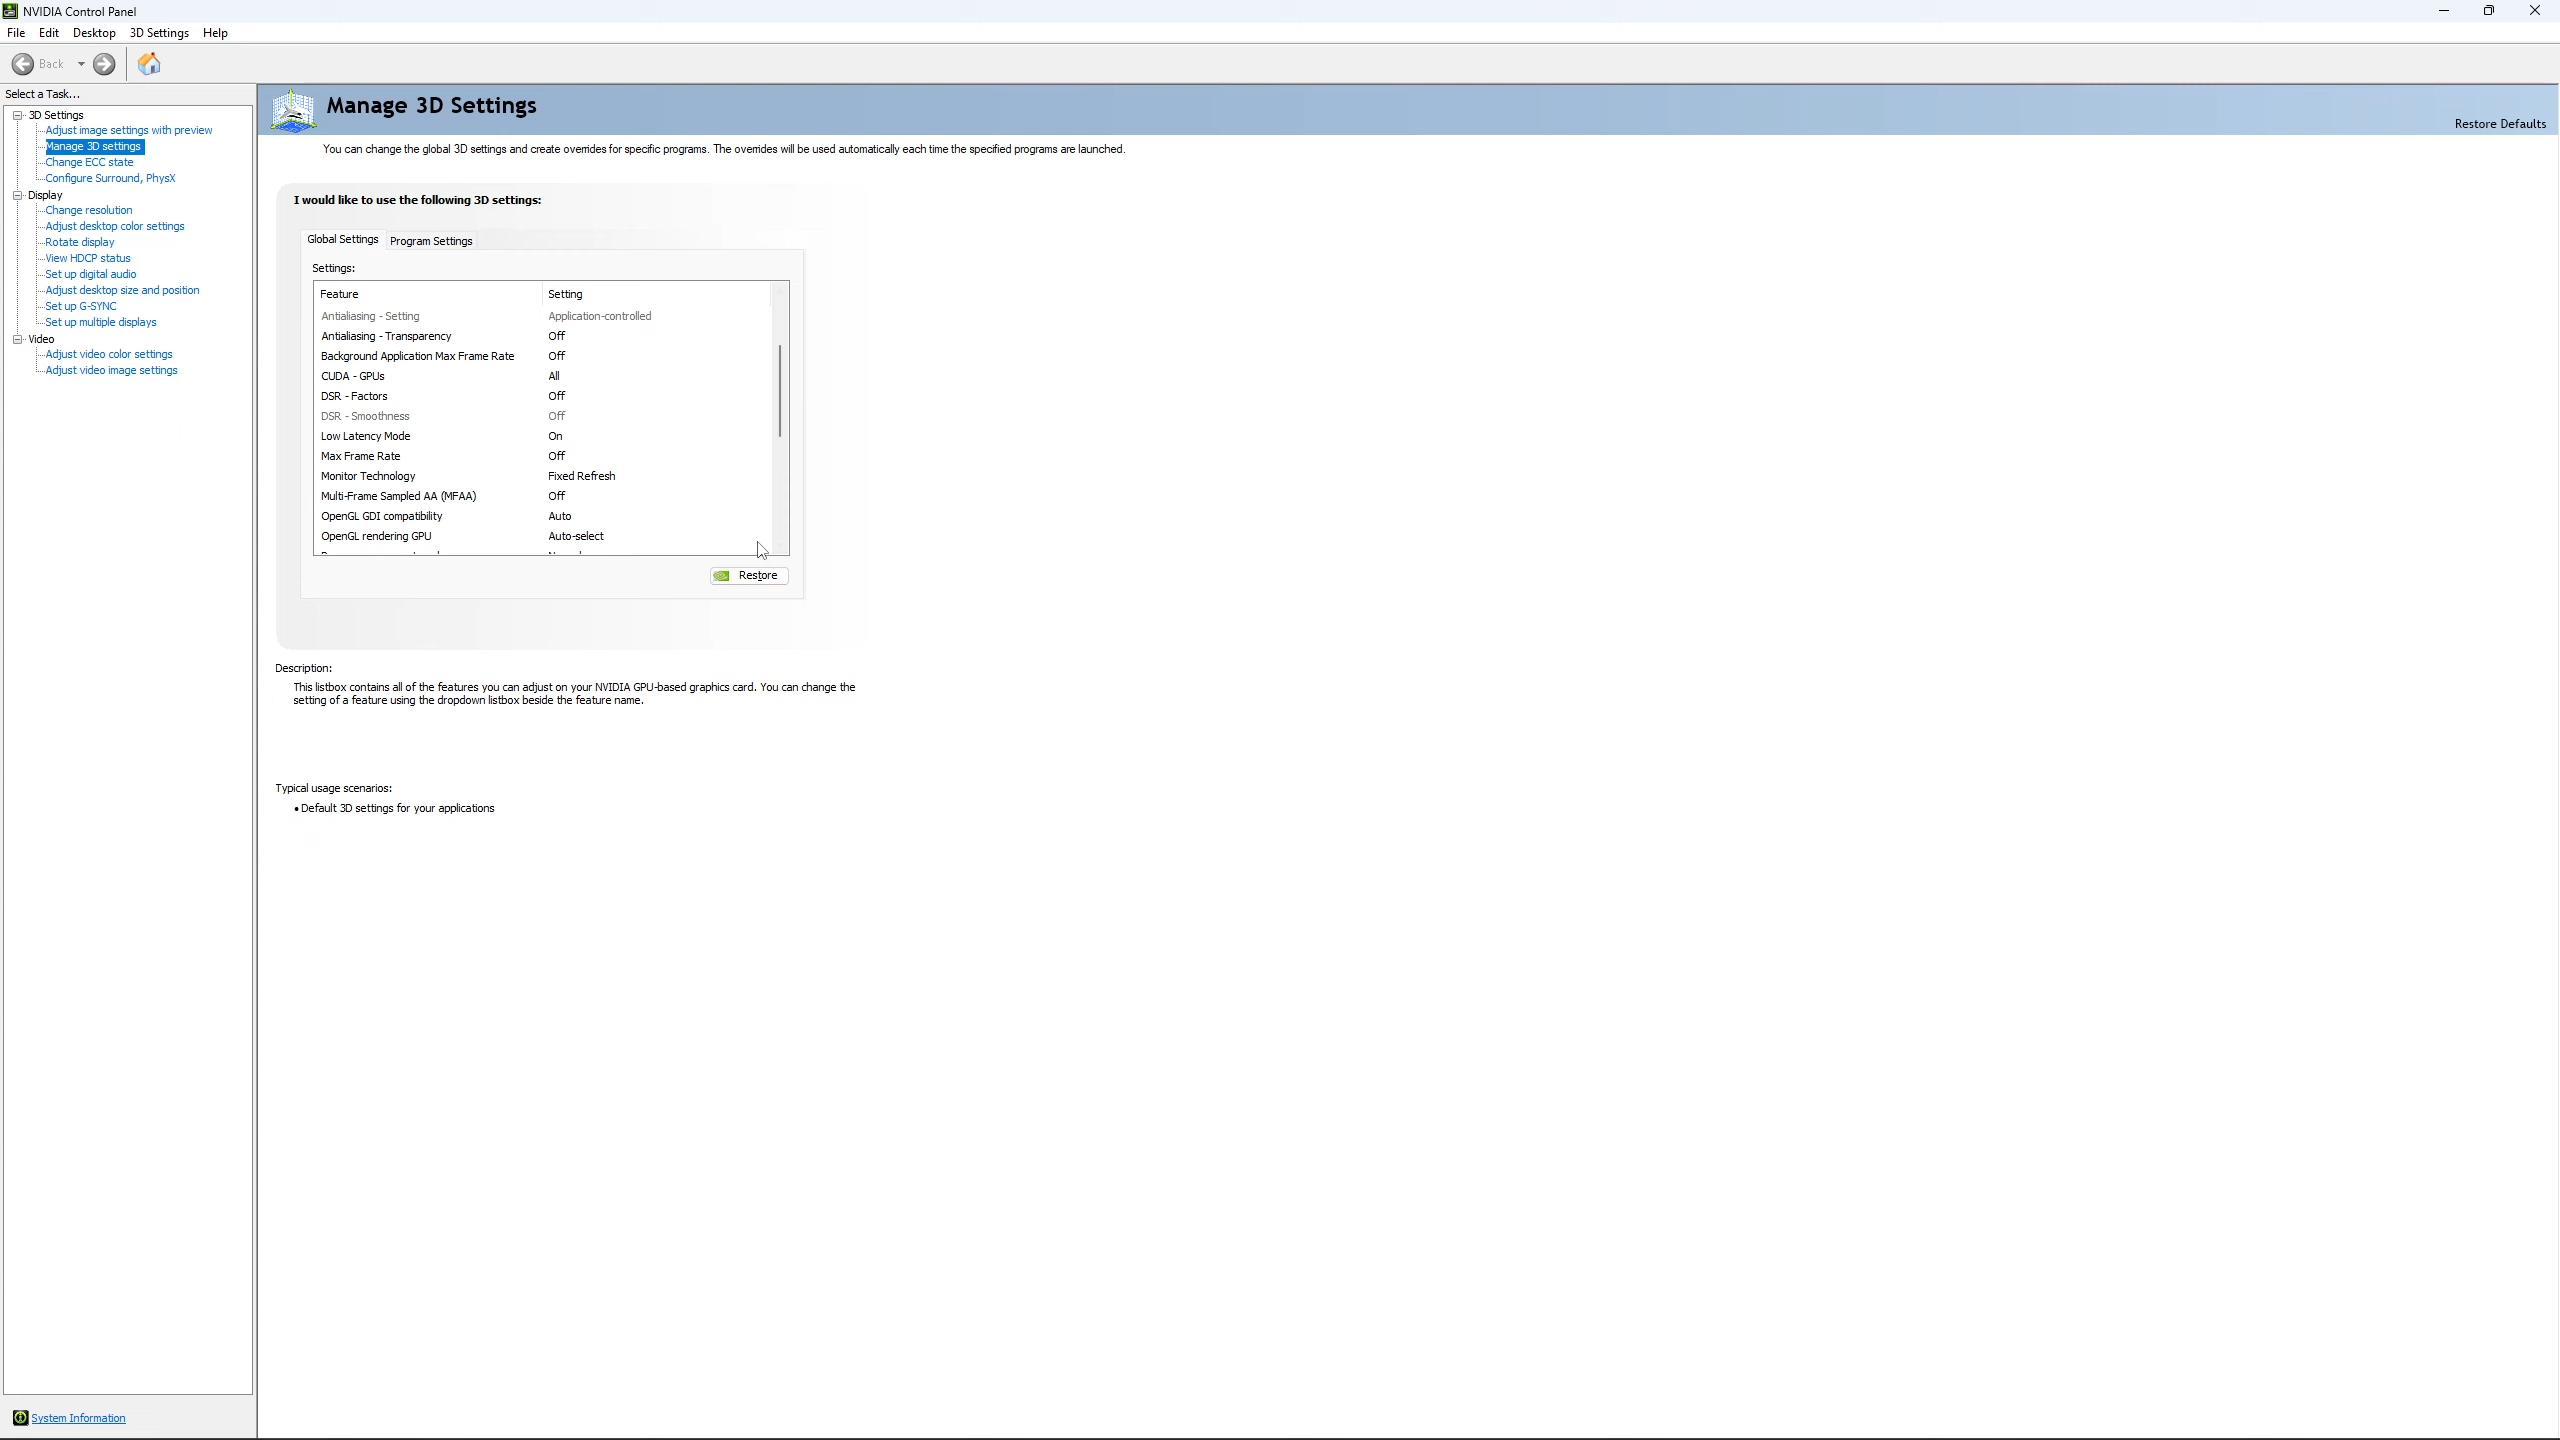 NVIDIA Control Panel
File Edit Desktop 3D Settings Help
Back
Select a Task...
3D Settings
Adjust image settings with preview
Manage 3D settings
Change ECC state
Configure Surround, PhysX
Display
Change resolution
Adjust desktop color settings
Rotate display
View HDCP status
Set up digital audio
Adjust desktop size and position
Set up G-SYNC
Set up multiple displays
Video
Adjust video color settings
Adjust video image settings
System Information
Manage 3D Settings
Restore Defaults
You can change the global 3D settings and create overrides for specific programs. The overrides will be used automatically each time the specified programs are launched.
I would like to use the following 3D settings:
Global Settings Program Settings
Settings:
Feature Setting
Antialiasing - Setting Application-controlled
Antialiasing - Transparency Off
Background Application Max Frame Rate Off
CUDA - GPUs All
DSR - Factors Off
DSR - Smoothness Off
Low Latency Mode On
Max Frame Rate Off
Monitor Technology Fixed Refresh
Multi-Frame Sampled AA (MFAA) Off
OpenGL GDI compatibility Auto
OpenGL rendering GPU Auto-select
Restore
Description:
This listbox contains all of the features you can adjust on your NVIDIA GPU-based graphics card. You can change the
setting of a feature using the dropdown listbox beside the feature name.
Typical usage scenarios:
• Default 3D settings for your applications